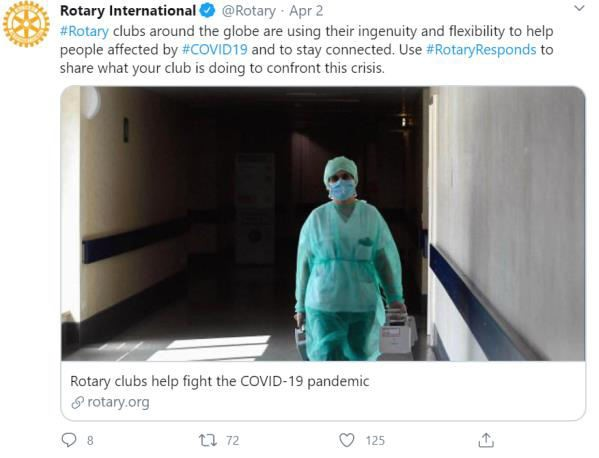 Rotary International @Rotary · Apr 2
#Rotary clubs around the globe are using their ingenuity and flexibility to help
people affected by #COVID19 and to stay connected. Use #RotaryResponds to
share what your club is doing to confront this crisis.
Rotary clubs help fight the COVID-19 pandemic
rotary.org
8 72 125